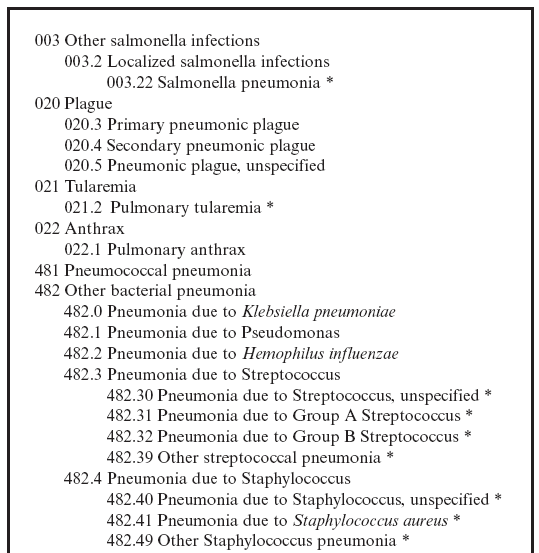 003 Other salmonella infections
003.2 Localized salmonella infections
003.22 Salmonella pneumonia *
020 Plague
020.3 Primary pneumonic plague
020.4 Secondary pneumonic plague
020.5 Pneumonic plague, unspecified
021 Tularemia
021.2 Pulmonary tularemia *
022 Anthrax
022.1 Pulmonary anthrax
481 Pneumococcal pneumonia
482 Other bacterial pneumonia
482.0 Pneumonia due to Klebsiella pneumoniae
482.1 Pneumonia due to Pseudomonas
482.2 Pneumonia due to Hemophilus influenzae
482.3 Pneumonia due to Streptococcus
482.30 Pneumonia due to Streptococcus, unspecified *
482.31 Pneumonia due to Group A Streptococcus *
482.32 Pneumonia due to Group B Streptococcus *
482.39 Other streptococcal pneumonia *
482.4 Pneumonia due to Staphylococcus
482.40 Pneumonia due to Staphylococcus, unspecified *
482.41 Pneumonia due to Staphylococcus aureus *
482.49 Other Staphylococcus pneumonia *